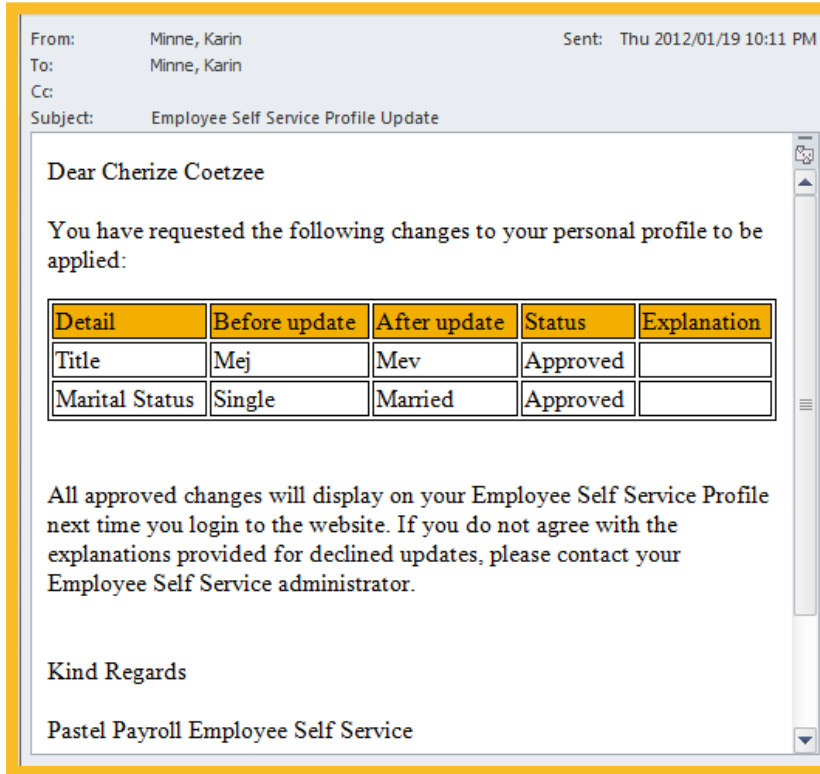 From: Minne, Karin Sent: Thu 2012/01/19 10:11 PM
To: Minne, Karin
Cc:
Subject: Employee Self Service Profile Update
Dear Cherize Coetzee
You have requested the following changes to your personal profile to be
applied:
Detail Before update After update Status Explanation
Title Mej Mev Approved
Marital Status Single Married Approved
All approved changes will display on your Employee Self Service Profile
next time you login to the website. If you do not agree with the
explanations provided for declined updates, please contact your
Employee Self Service administrator.
Kind Regards
Pastel Payroll Employee Self Service